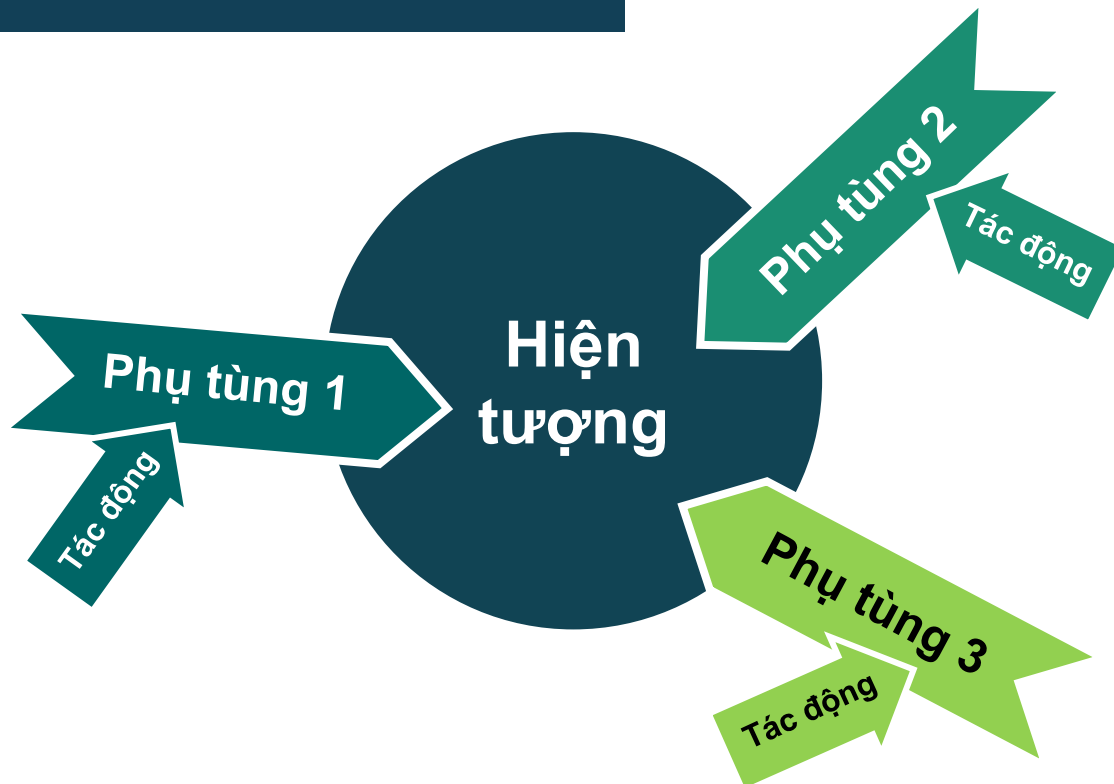 Phụ tùng 2
Tác động
Hiện
tượng
Phụ tùng 1
Tác động
Phụ tùng 3
Tác động